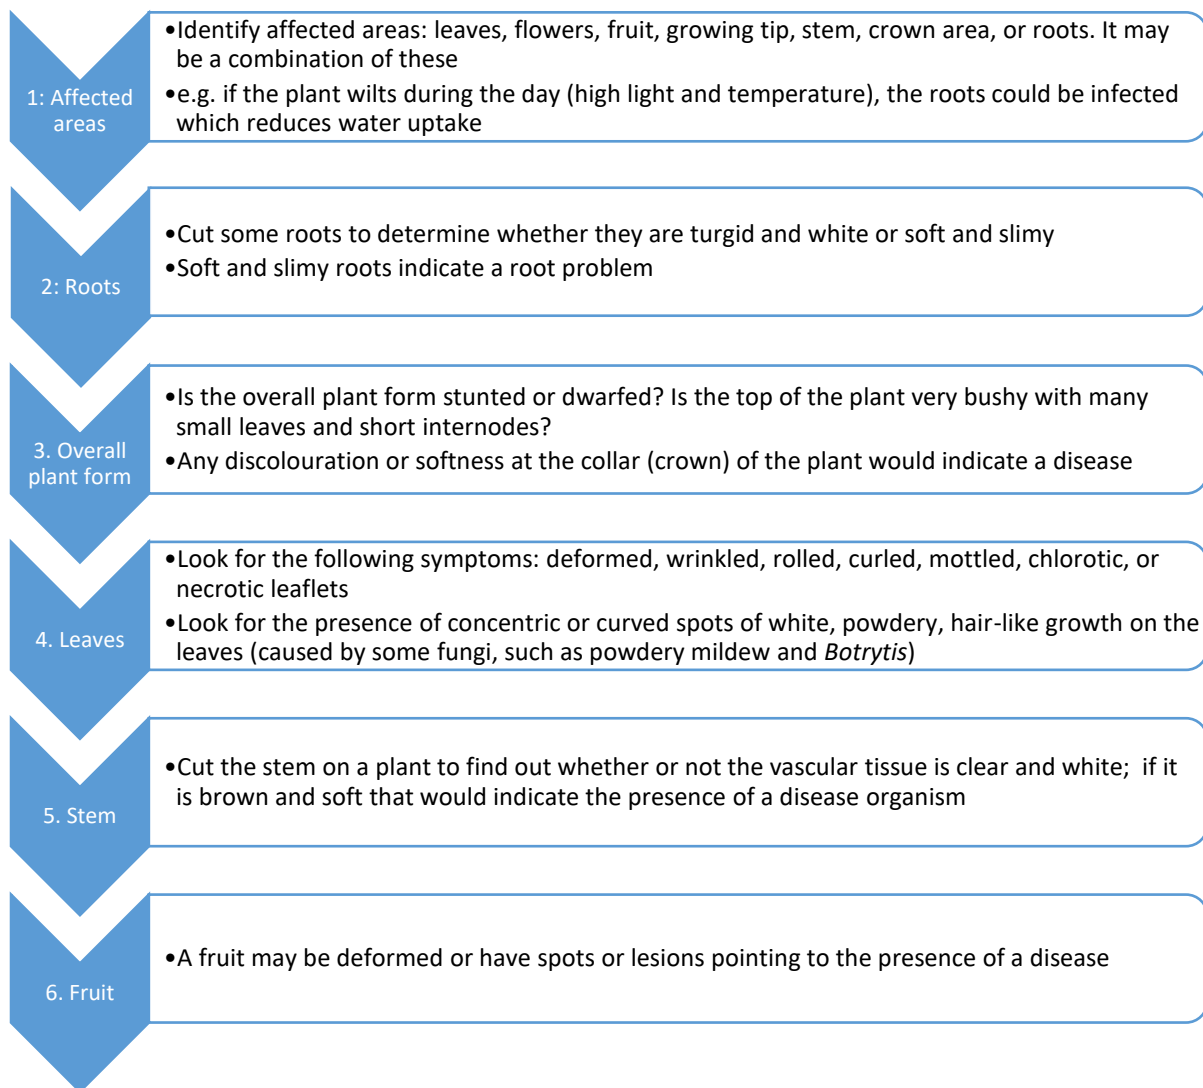 1: Affected
areas
•Identify affected areas: leaves, flowers, fruit, growing tip, stem, crown area, or roots. It may
be a combination of these
•e.g. if the plant wilts during the day (high light and temperature), the roots could be infected
which reduces water uptake
2: Roots
•Cut some roots to determine whether they are turgid and white or soft and slimy
•Soft and slimy roots indicate a root problem
3. Overall
plant form
•Is the overall plant form stunted or dwarfed? Is the top of the plant very bushy with many
small leaves and short internodes?
•Any discolouration or softness at the collar (crown) of the plant would indicate a disease
4. Leaves
•Look for the following symptoms: deformed, wrinkled, rolled, curled, mottled, chlorotic, or
necrotic leaflets
•Look for the presence of concentric or curved spots of white, powdery, hair-like growth on the
leaves (caused by some fungi, such as powdery mildew and Botrytis)
5. Stem
•Cut the stem on a plant to find out whether or not the vascular tissue is clear and white;  if it
is brown and soft that would indicate the presence of a disease organism
6. Fruit
•A fruit may be deformed or have spots or lesions pointing to the presence of a disease